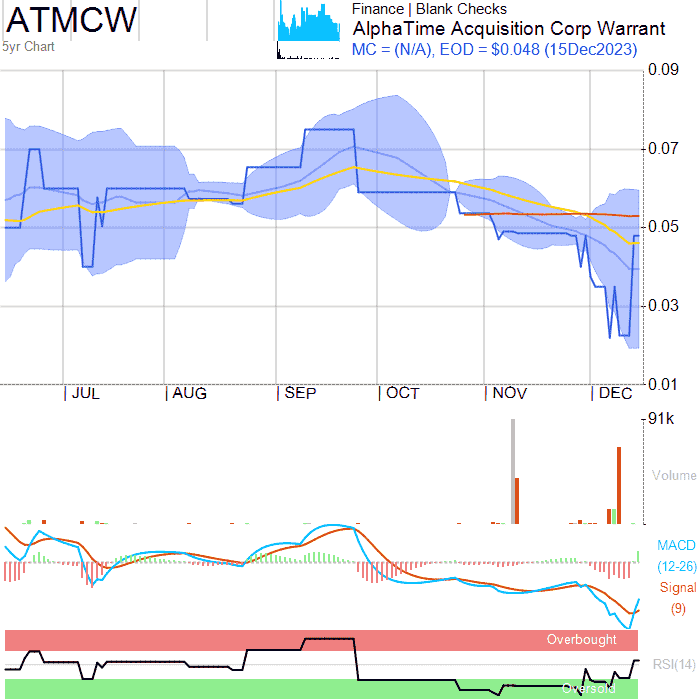 ATMCW
5yr Chart
Finance | Blank Checks
AlphaTime Acquisition Corp Warrant
MC = (N/A), EOD = $0.048 (15Dec2023)
0.09
0.07
0.05
0.03
0.01
JUL
AUG
SEP
OCT
NOV
DEC
91k
Volume
MACD
(12-26)
Signal
(9)
Overbought
RSI(14)
Oversold